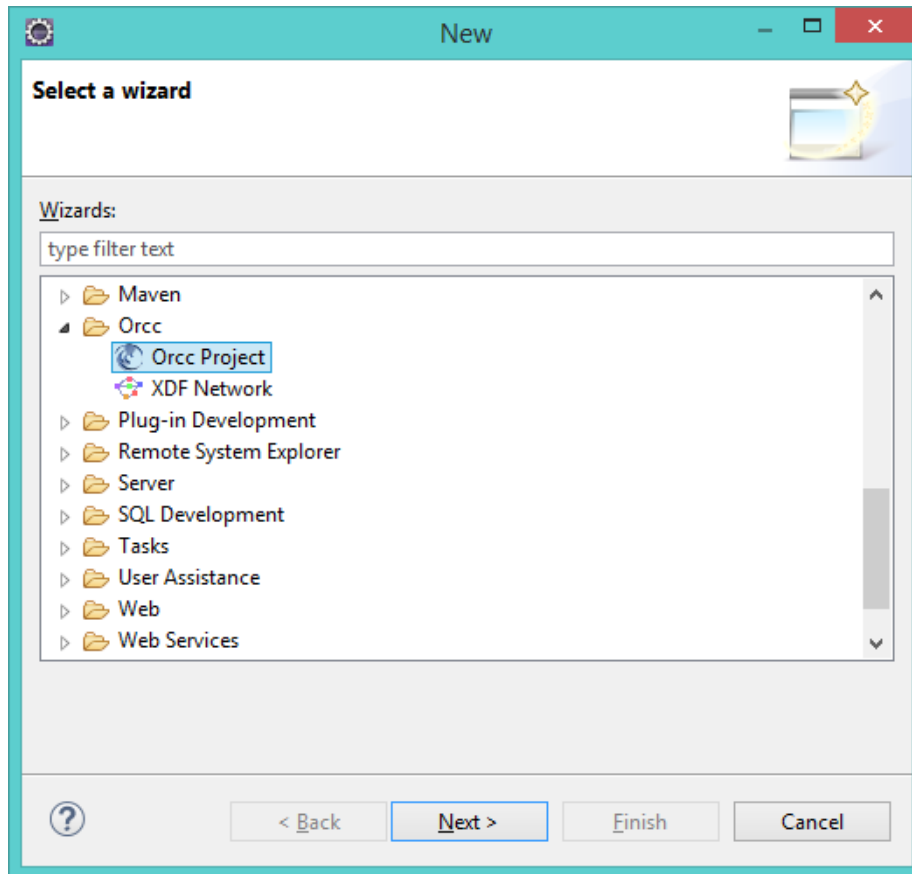 New
Select a wizard
Wizards:
type filter text
Maven
Orcc
Orcc Project
XDF Network
Plug-in Development
Remote System Explorer
Server
SQL Development
Tasks
User Assistance
Web
Web Services
? < Back Next > Finish Cancel